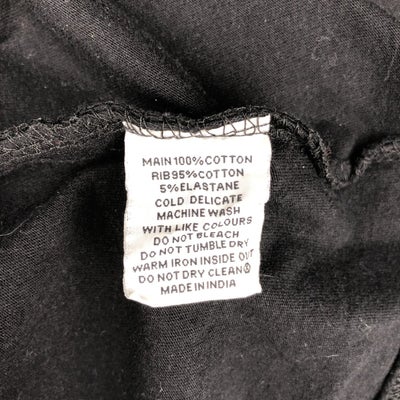 MAIN 100% COTTON
RIB 95% COTTON
5% ELASTANE
COLD DELICATE
MACHINE WASH
WITH LIKE COLOURS
DO NOT BLEACH
DO NOT TUMBLE DRY
WARM IRON INSIDE OUT
DO NOT DRY CLEAN®
MADE IN INDIA